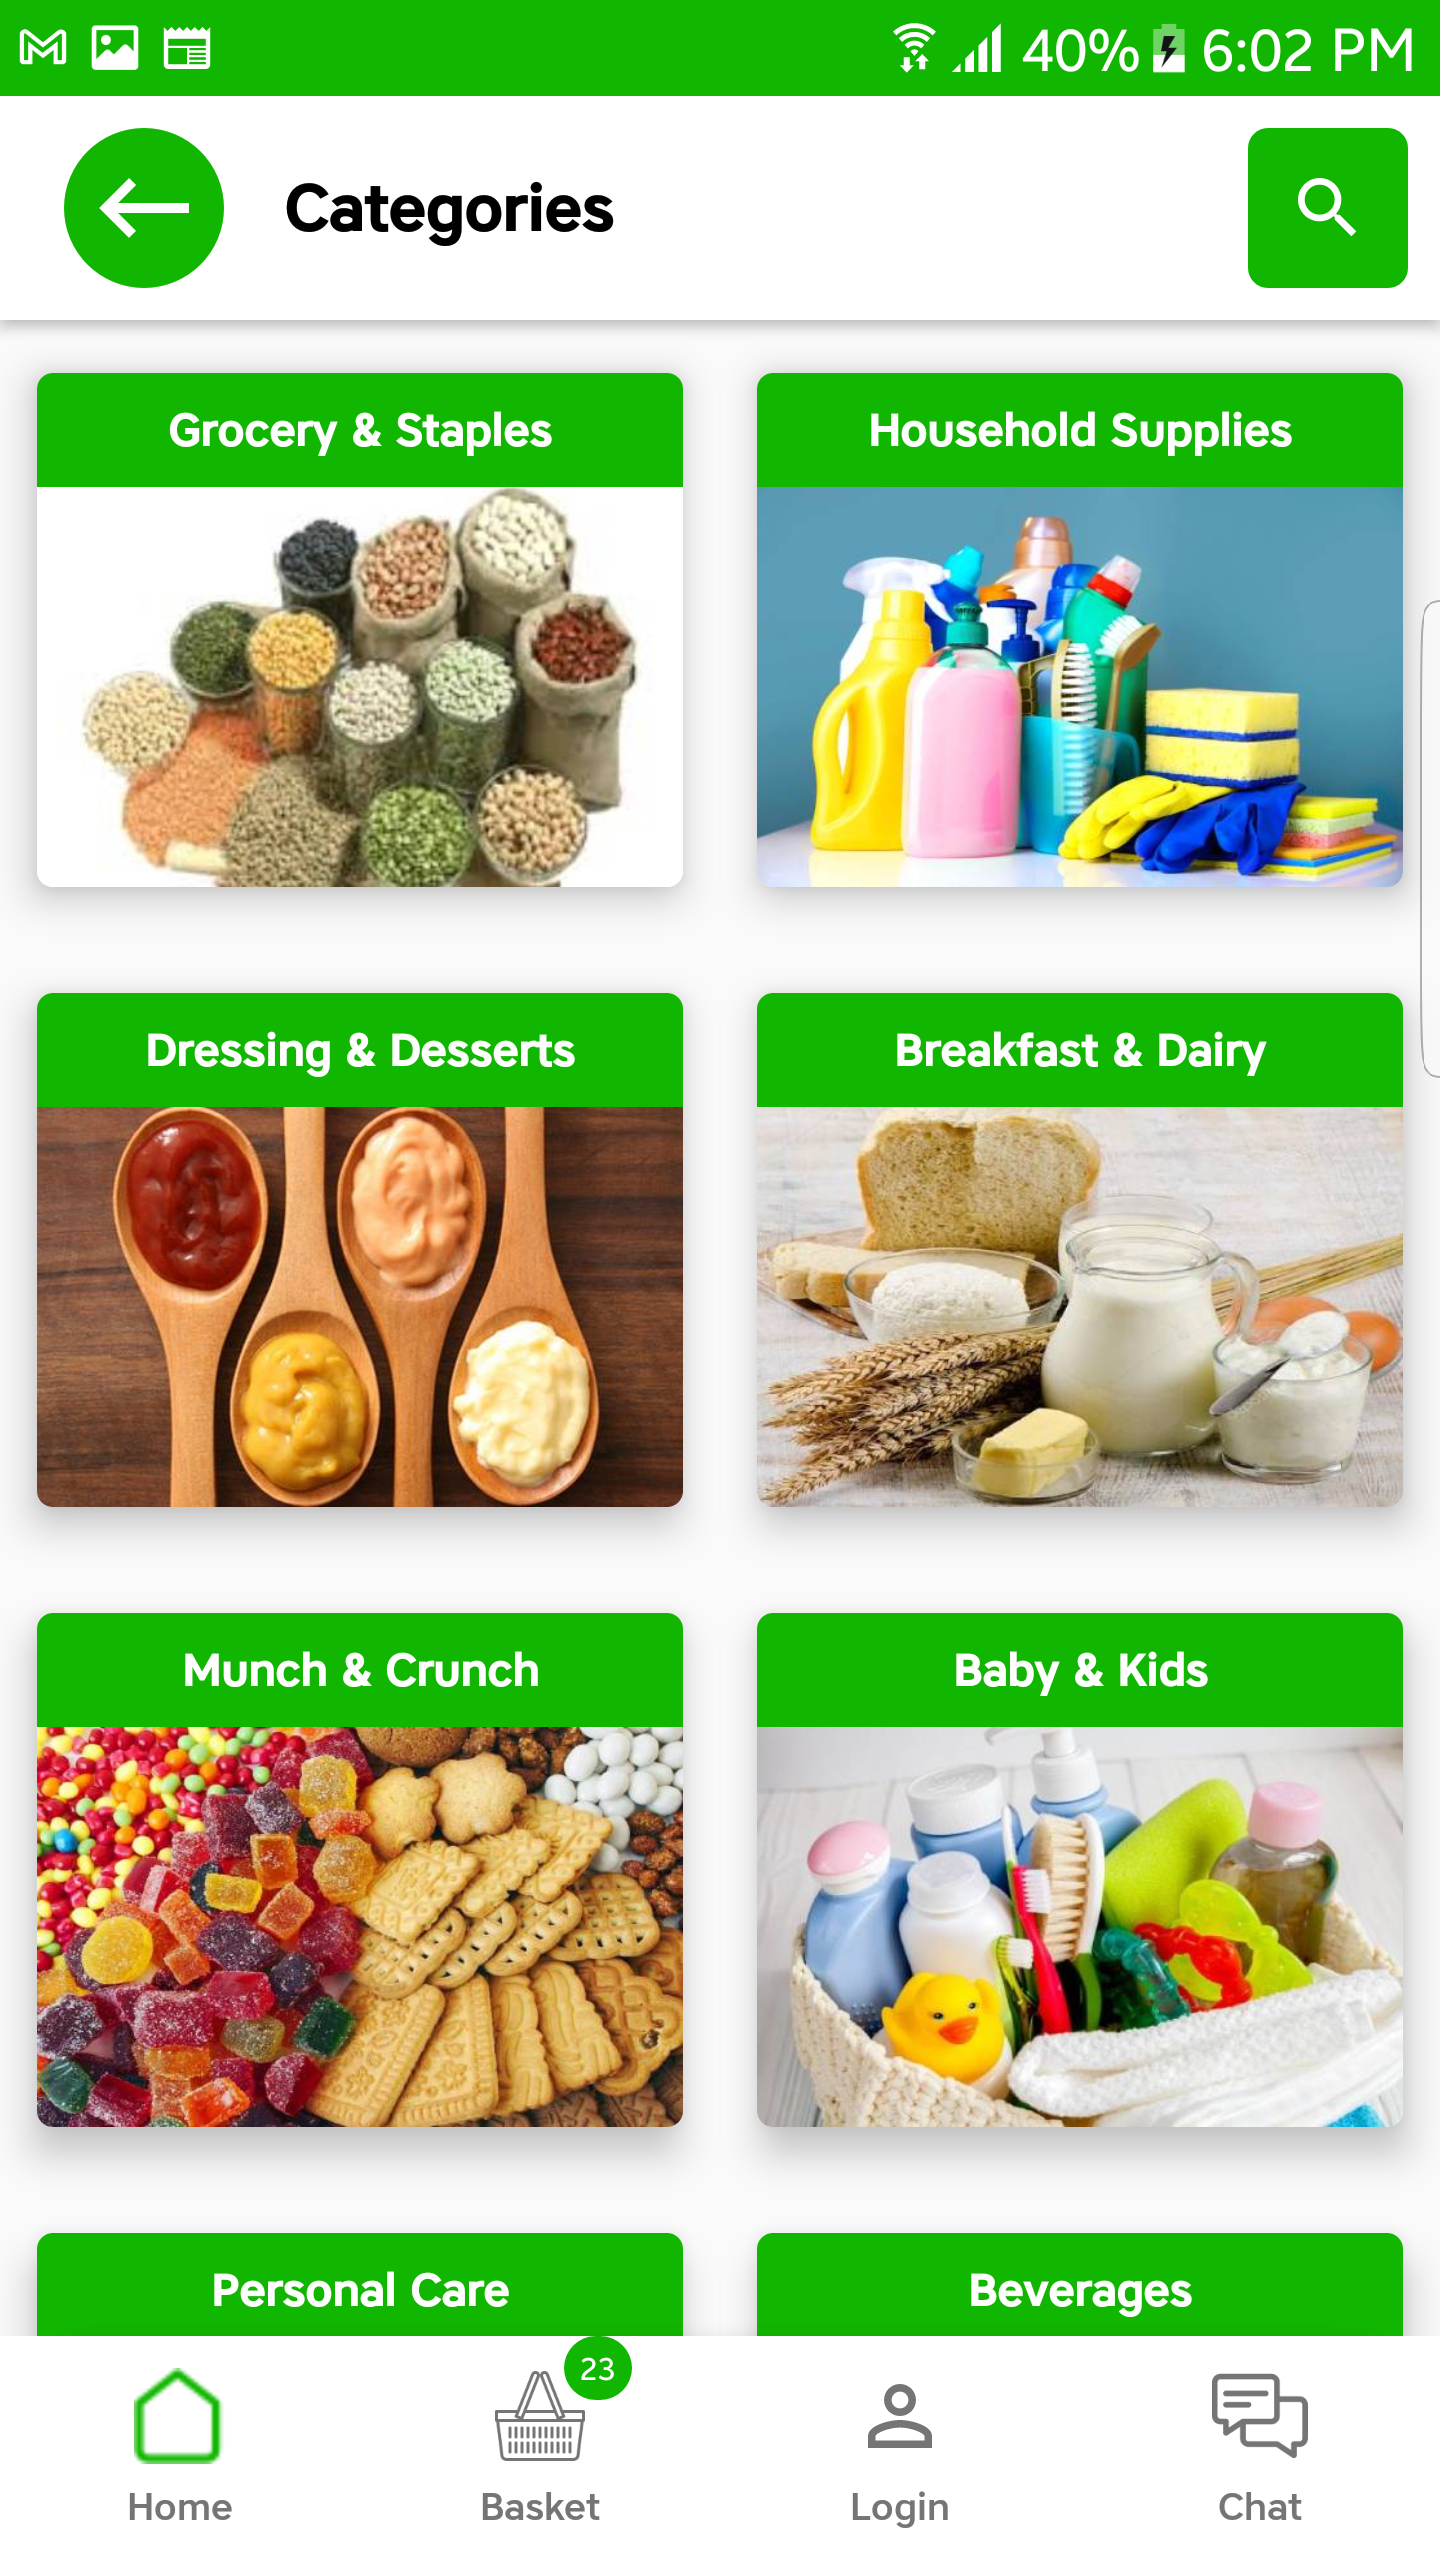 40% 6:02 PM
Categories
Grocery & Staples
Household Supplies
Dressing & Desserts
Breakfast & Dairy
Munch & Crunch
Baby & Kids
Personal Care
Beverages
23
Home
Basket
Login
Chat